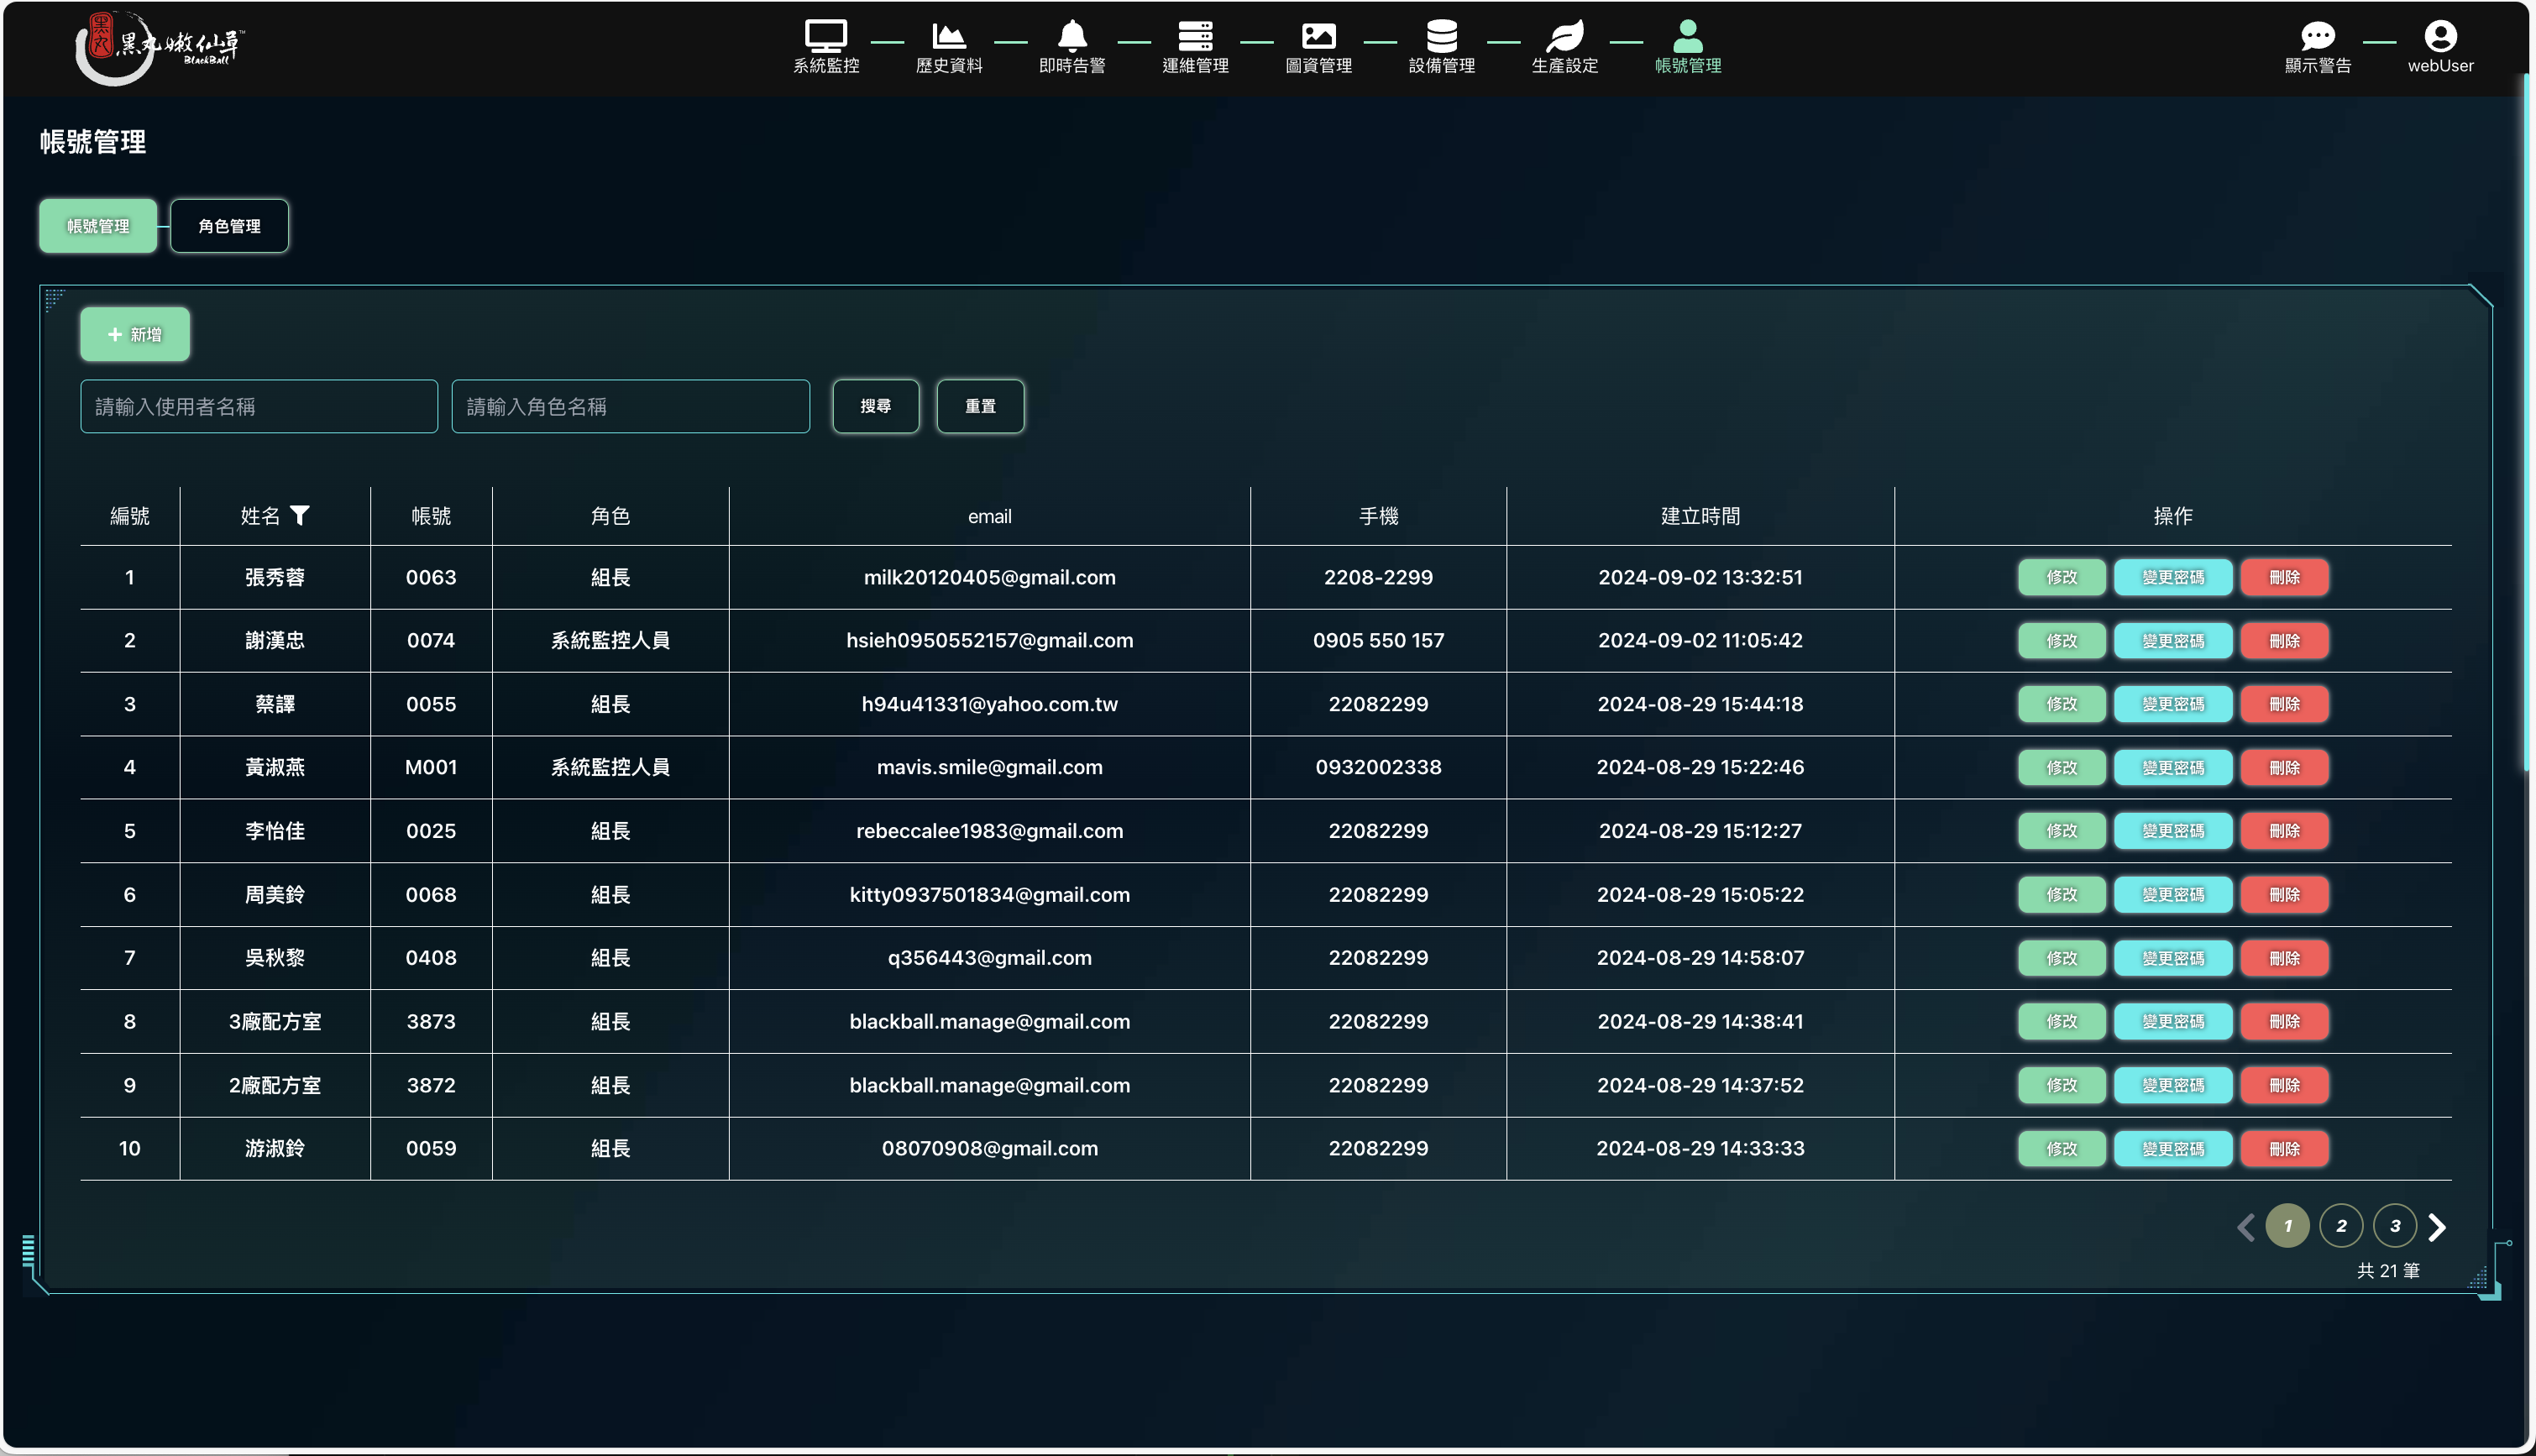 黑丸 黑丸嫩仙草™
BlackBall
系統監控 歷史資料 即時告警 運維管理 圖資管理 設備管理 生產設定 帳號管理 顯示警告 webUser
帳號管理
帳號管理 角色管理
+ 新增
請輸入使用者名稱 請輸入角色名稱 搜尋 重置
編號 姓名 帳號 角色 email 手機 建立時間 操作
1 張秀蓉 0063 組長 milk20120405@gmail.com 2208-2299 2024-09-02 13:32:51 修改 變更密碼 刪除
2 謝漢忠 0074 系統監控人員 hsieh0950552157@gmail.com 0905 550 157 2024-09-02 11:05:42 修改 變更密碼 刪除
3 蔡譯 0055 組長 h94u41331@yahoo.com.tw 22082299 2024-08-29 15:44:18 修改 變更密碼 刪除
4 黃淑燕 M001 系統監控人員 mavis.smile@gmail.com 0932002338 2024-08-29 15:22:46 修改 變更密碼 刪除
5 李怡佳 0025 組長 rebeccalee1983@gmail.com 22082299 2024-08-29 15:12:27 修改 變更密碼 刪除
6 周美鈴 0068 組長 kitty0937501834@gmail.com 22082299 2024-08-29 15:05:22 修改 變更密碼 刪除
7 吳秋黎 0408 組長 q356443@gmail.com 22082299 2024-08-29 14:58:07 修改 變更密碼 刪除
8 3廠配方室 3873 組長 blackball.manage@gmail.com 22082299 2024-08-29 14:38:41 修改 變更密碼 刪除
9 2廠配方室 3872 組長 blackball.manage@gmail.com 22082299 2024-08-29 14:37:52 修改 變更密碼 刪除
10 游淑鈴 0059 組長 08070908@gmail.com 22082299 2024-08-29 14:33:33 修改 變更密碼 刪除
1 2 3
共 21 筆